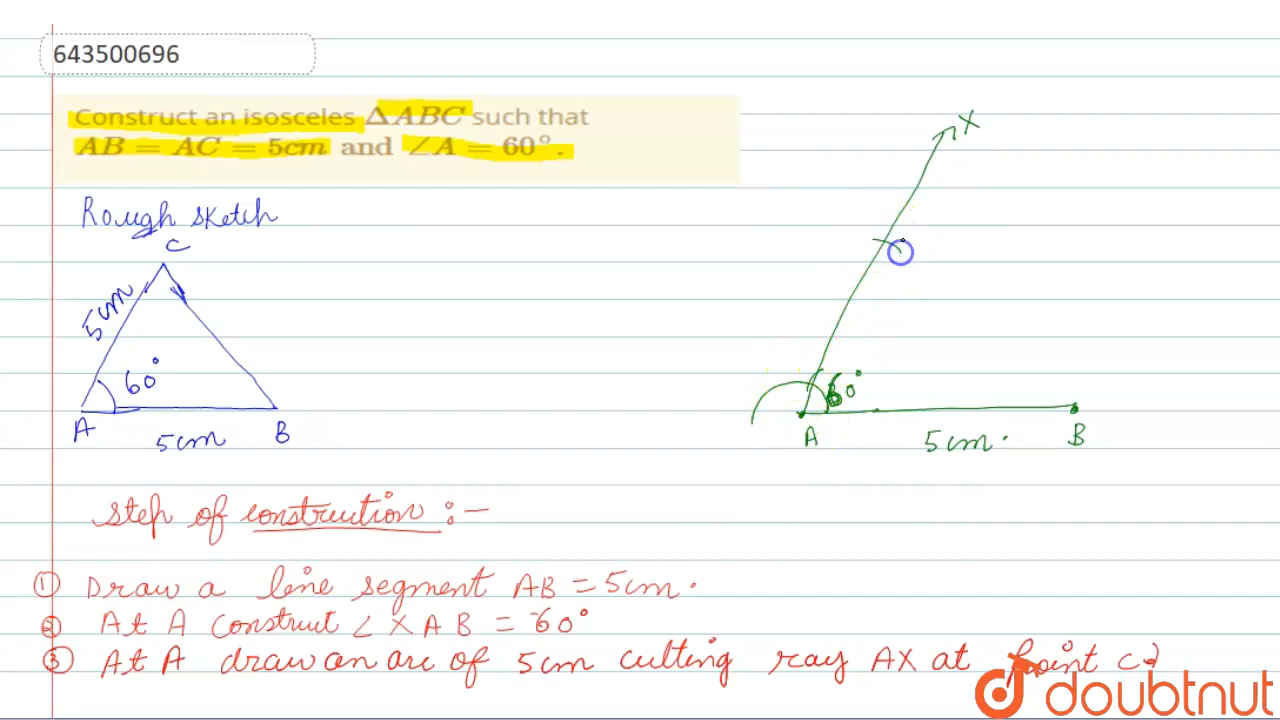 643500696
Construct an isosceles ΔABC such that
AB = AC = 5cm and ∠A = 60°.
Rough sketch
C
5cm
60°
A
5cm
B
X
60°
A
5cm.
B
Step of construction :-
① Draw a line segment AB = 5cm.
② At A construct ∠XAB = 60°
③ At A draw an arc of 5cm cutting ray AX at point C
doubtnut